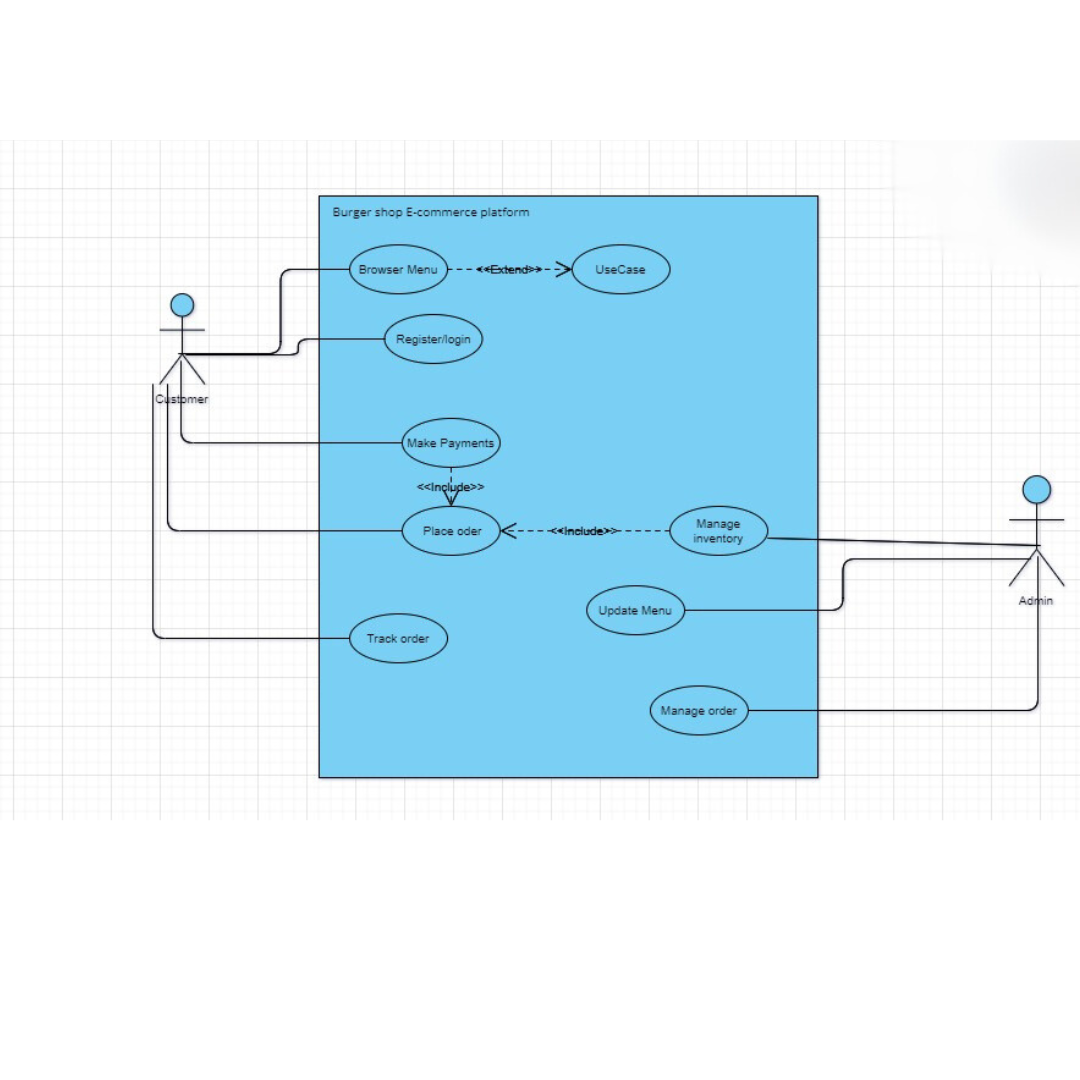 Burger shop E-commerce platform
Browser Menu
<<Extend>>
UseCase
Register/login
Customer
Make Payments
<<Include>>
Place oder
<<Include>>
Manage
inventory
Admin
Update Menu
Track order
Manage order